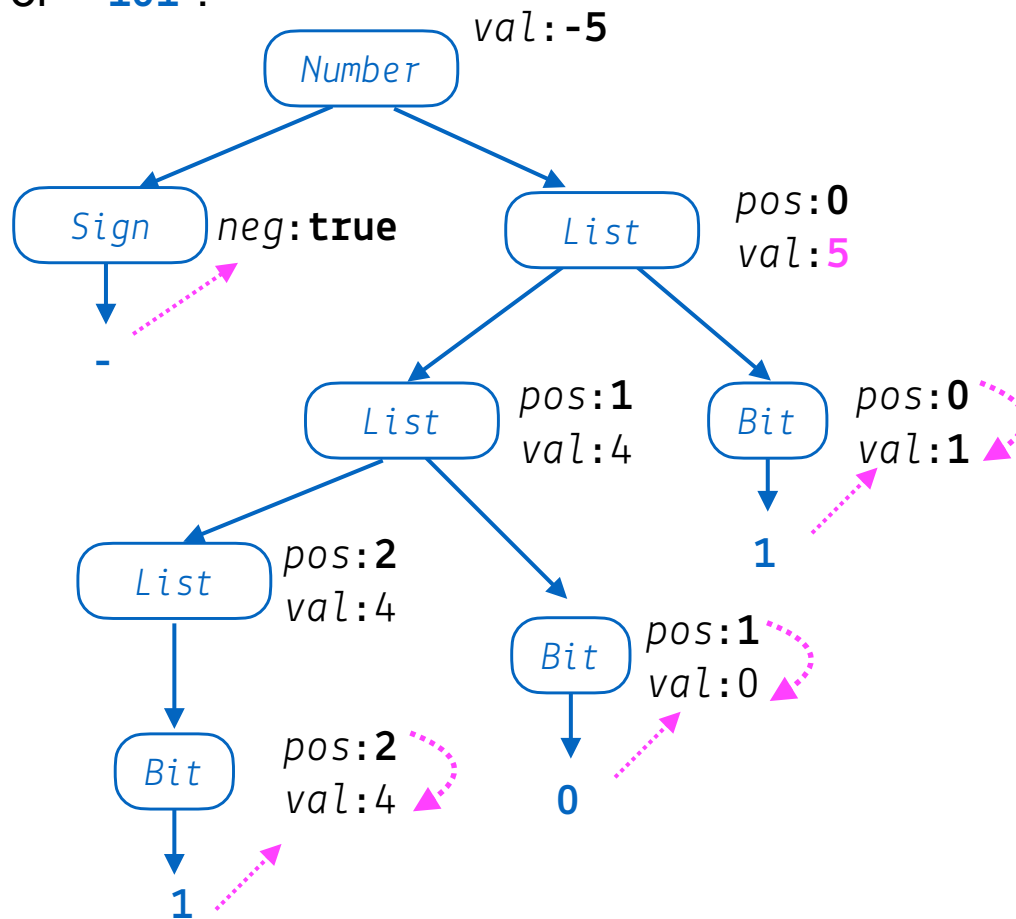 val:-5
Number
Sign
neg:true
List
pos:0
val:5
-
List
pos:1
val:4
Bit
pos:0
val:1
1
List
pos:2
val:4
Bit
pos:1
val:0
0
Bit
pos:2
val:4
1